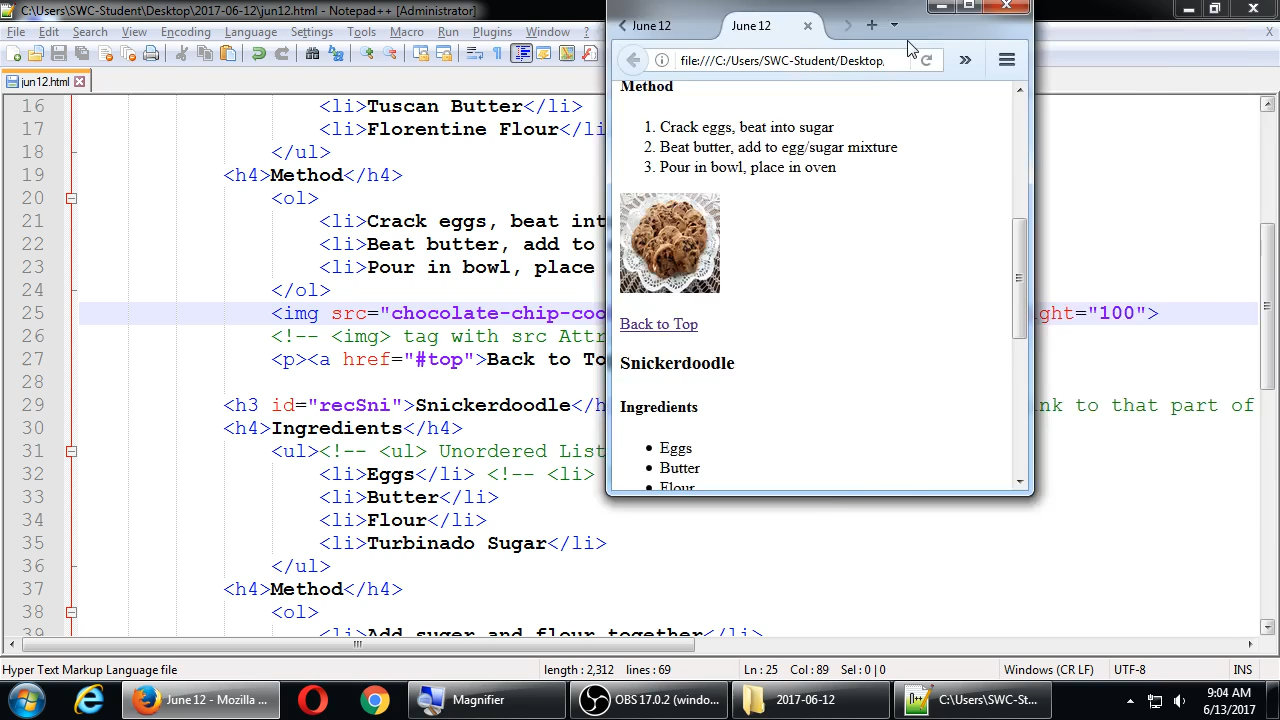 C:\Users\SWC-Student\Desktop\2017-06-12\jun12.html - Notepad++ [Administrator]
File Edit Search View Encoding Language Settings Tools Macro Run Plugins Window
X
jun12.html
16 <li>Tuscan Butter</li>
17 <li>Florentine Flour</li
18 </ul>
19 <h4>Method</h4>
20 <ol>
21 <li>Crack eggs, beat int
22 <li>Beat butter, add to
23 <li>Pour in bowl, place
24 </ol>
25 <img src="chocolate-chip-coo ght="100">
26 <!-- <img> tag with src Attr
27 <p><a href="#top">Back to To
28
29 <h3 id="recSni">Snickerdoodle</h nk to that part of
30 <h4>Ingredients</h4>
31 <ul><!-- <ul> Unordered List
32 <li>Eggs</li> <!-- <li>
33 <li>Butter</li>
34 <li>Flour</li>
35 <li>Turbinado Sugar</li>
36 </ul>
37 <h4>Method</h4>
38 <ol>
39 <li>Add suger and flour together</li>
June 12
June 12
file:///C:/Users/SWC-Student/Desktop,
Method
1. Crack eggs, beat into sugar
2. Beat butter, add to egg/sugar mixture
3. Pour in bowl, place in oven
Back to Top
Snickerdoodle
Ingredients
Eggs
Butter
Flour
Hyper Text Markup Language file length : 2,312 lines : 69 Ln : 25 Col : 89 Sel : 0 | 0 Windows (CR LF) UTF-8 INS
June 12 - Mozilla ... Magnifier OBS 17.0.2 (windo... 2017-06-12 C:\Users\SWC-St... 9:04 AM
6/13/2017